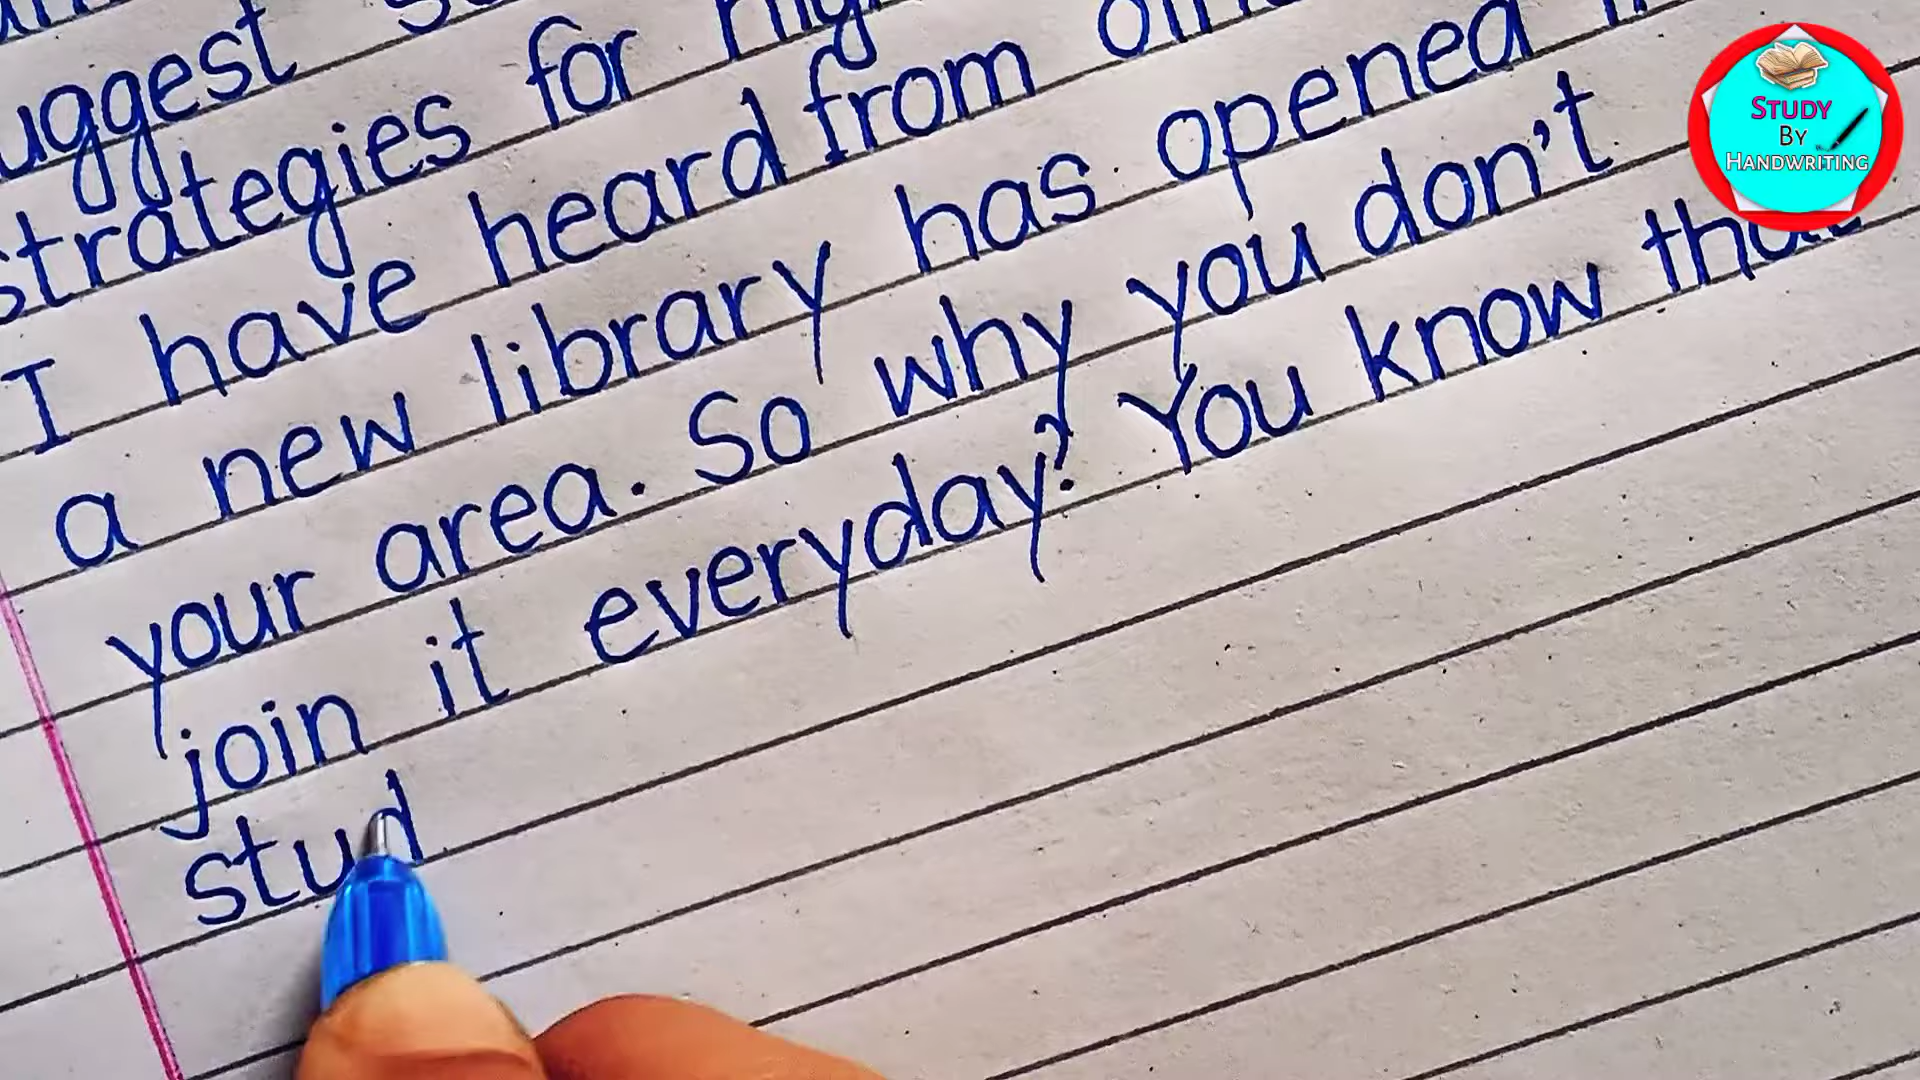 suggest
strategies for
I have heard from
a new library has opened
your area. So why you don't
join it everyday? You know that
stud
STUDY
BY
HANDWRITING